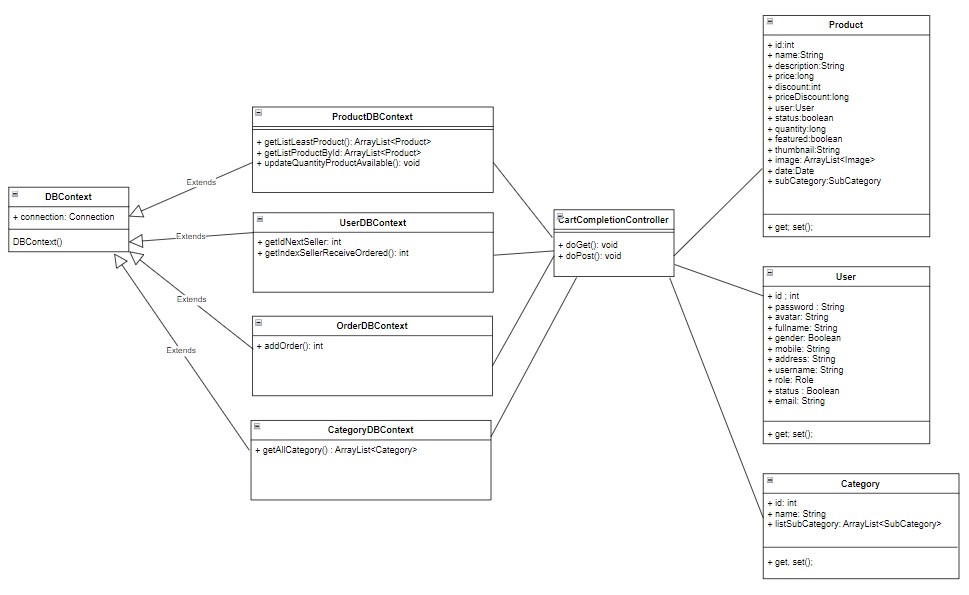 DBContext
+ connection: Connection
DBContext()
Extends
Extends
Extends
Extends
ProductDBContext
+ getListLeastProduct(): ArrayList<Product>
+ getListProductById: ArrayList<Product>
+ updateQuantityProductAvailable(): void
UserDBContext
+ getIdNextSeller: int
+ getIndexSellerReceiveOrdered(): int
OrderDBContext
+ addOrder(): int
CategoryDBContext
+ getAllCategory() : ArrayList<Category>
CartCompletionController
+ doGet(): void
+ doPost(): void
Product
+ id:int
+ name:String
+ description:String
+ price:long
+ discount:int
+ priceDiscount:long
+ user:User
+ status:boolean
+ quantity:long
+ featured:boolean
+ thumbnail:String
+ image: ArrayList<Image>
+ date:Date
+ subCategory:SubCategory
+ get; set();
User
+ id ; int
+ password : String
+ avatar: String
+ fullname: String
+ gender: Boolean
+ mobile: String
+ address: String
+ username: String
+ role: Role
+ status : Boolean
+ email: String
+ get; set();
Category
+ id: int
+ name: String
+ listSubCategory: ArrayList<SubCategory>
+ get, set();